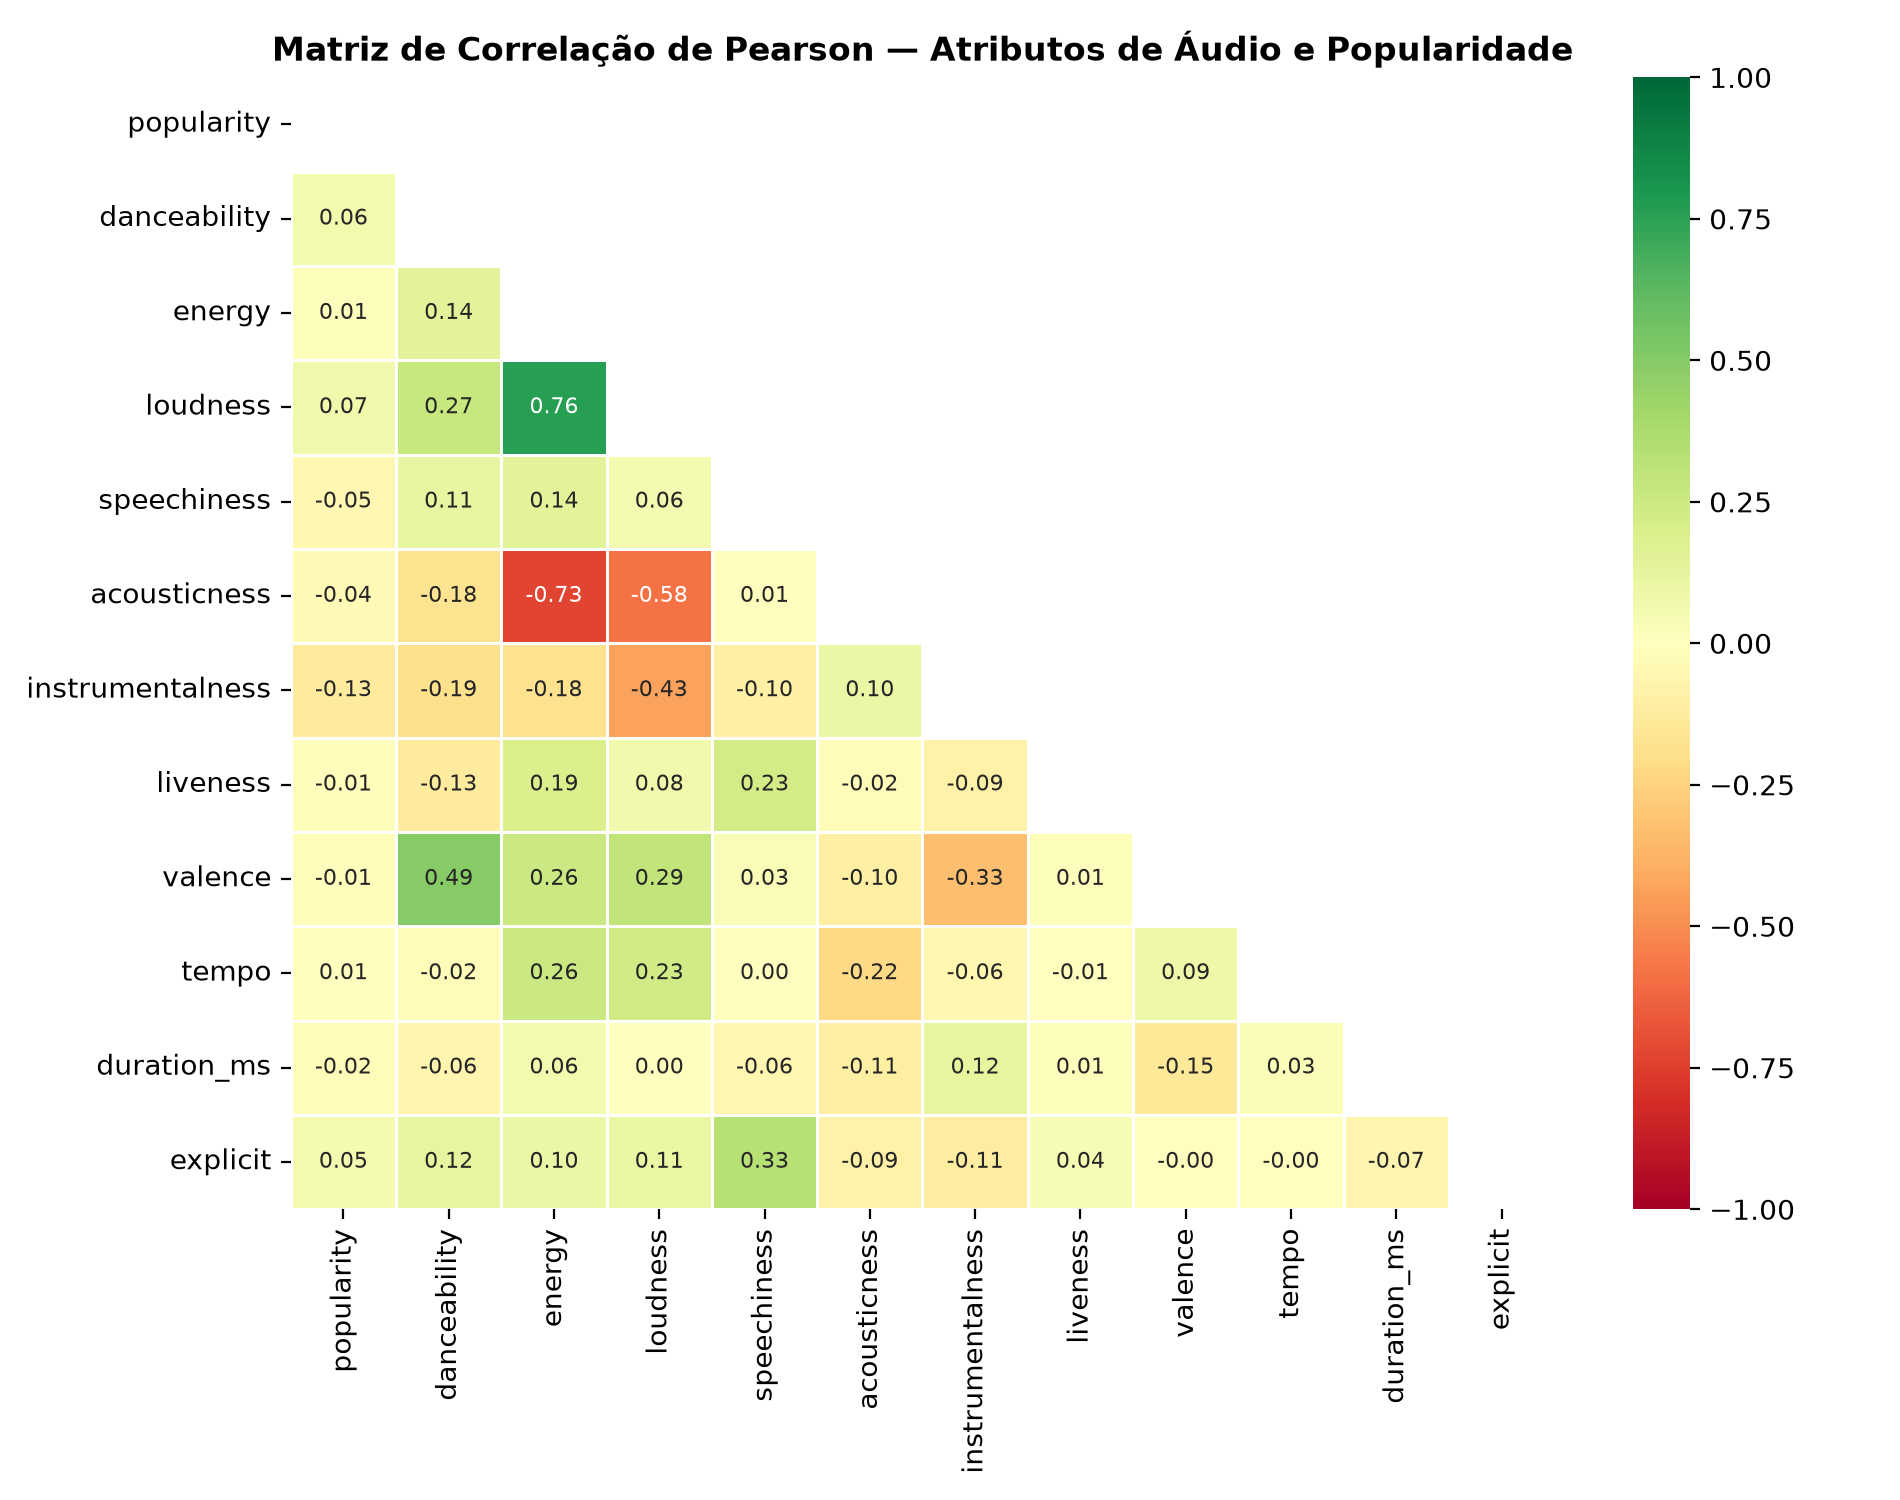 Matriz de Correlação de Pearson — Atributos de Áudio e Popularidade
popularity
danceability 0.06
energy 0.01 0.14
loudness 0.07 0.27 0.76
speechiness -0.05 0.11 0.14 0.06
acousticness -0.04 -0.18 -0.73 -0.58 0.01
instrumentalness -0.13 -0.19 -0.18 -0.43 -0.10 0.10
liveness -0.01 -0.13 0.19 0.08 0.23 -0.02 -0.09
valence -0.01 0.49 0.26 0.29 0.03 -0.10 -0.33 0.01
tempo 0.01 -0.02 0.26 0.23 0.00 -0.22 -0.06 -0.01 0.09
duration_ms -0.02 -0.06 0.06 0.00 -0.06 -0.11 0.12 0.01 -0.15 0.03
explicit 0.05 0.12 0.10 0.11 0.33 -0.09 -0.11 0.04 -0.00 -0.00 -0.07
popularity
danceability
energy
loudness
speechiness
acousticness
instrumentalness
liveness
valence
tempo
duration_ms
explicit
1.00
0.75
0.50
0.25
0.00
−0.25
−0.50
−0.75
−1.00